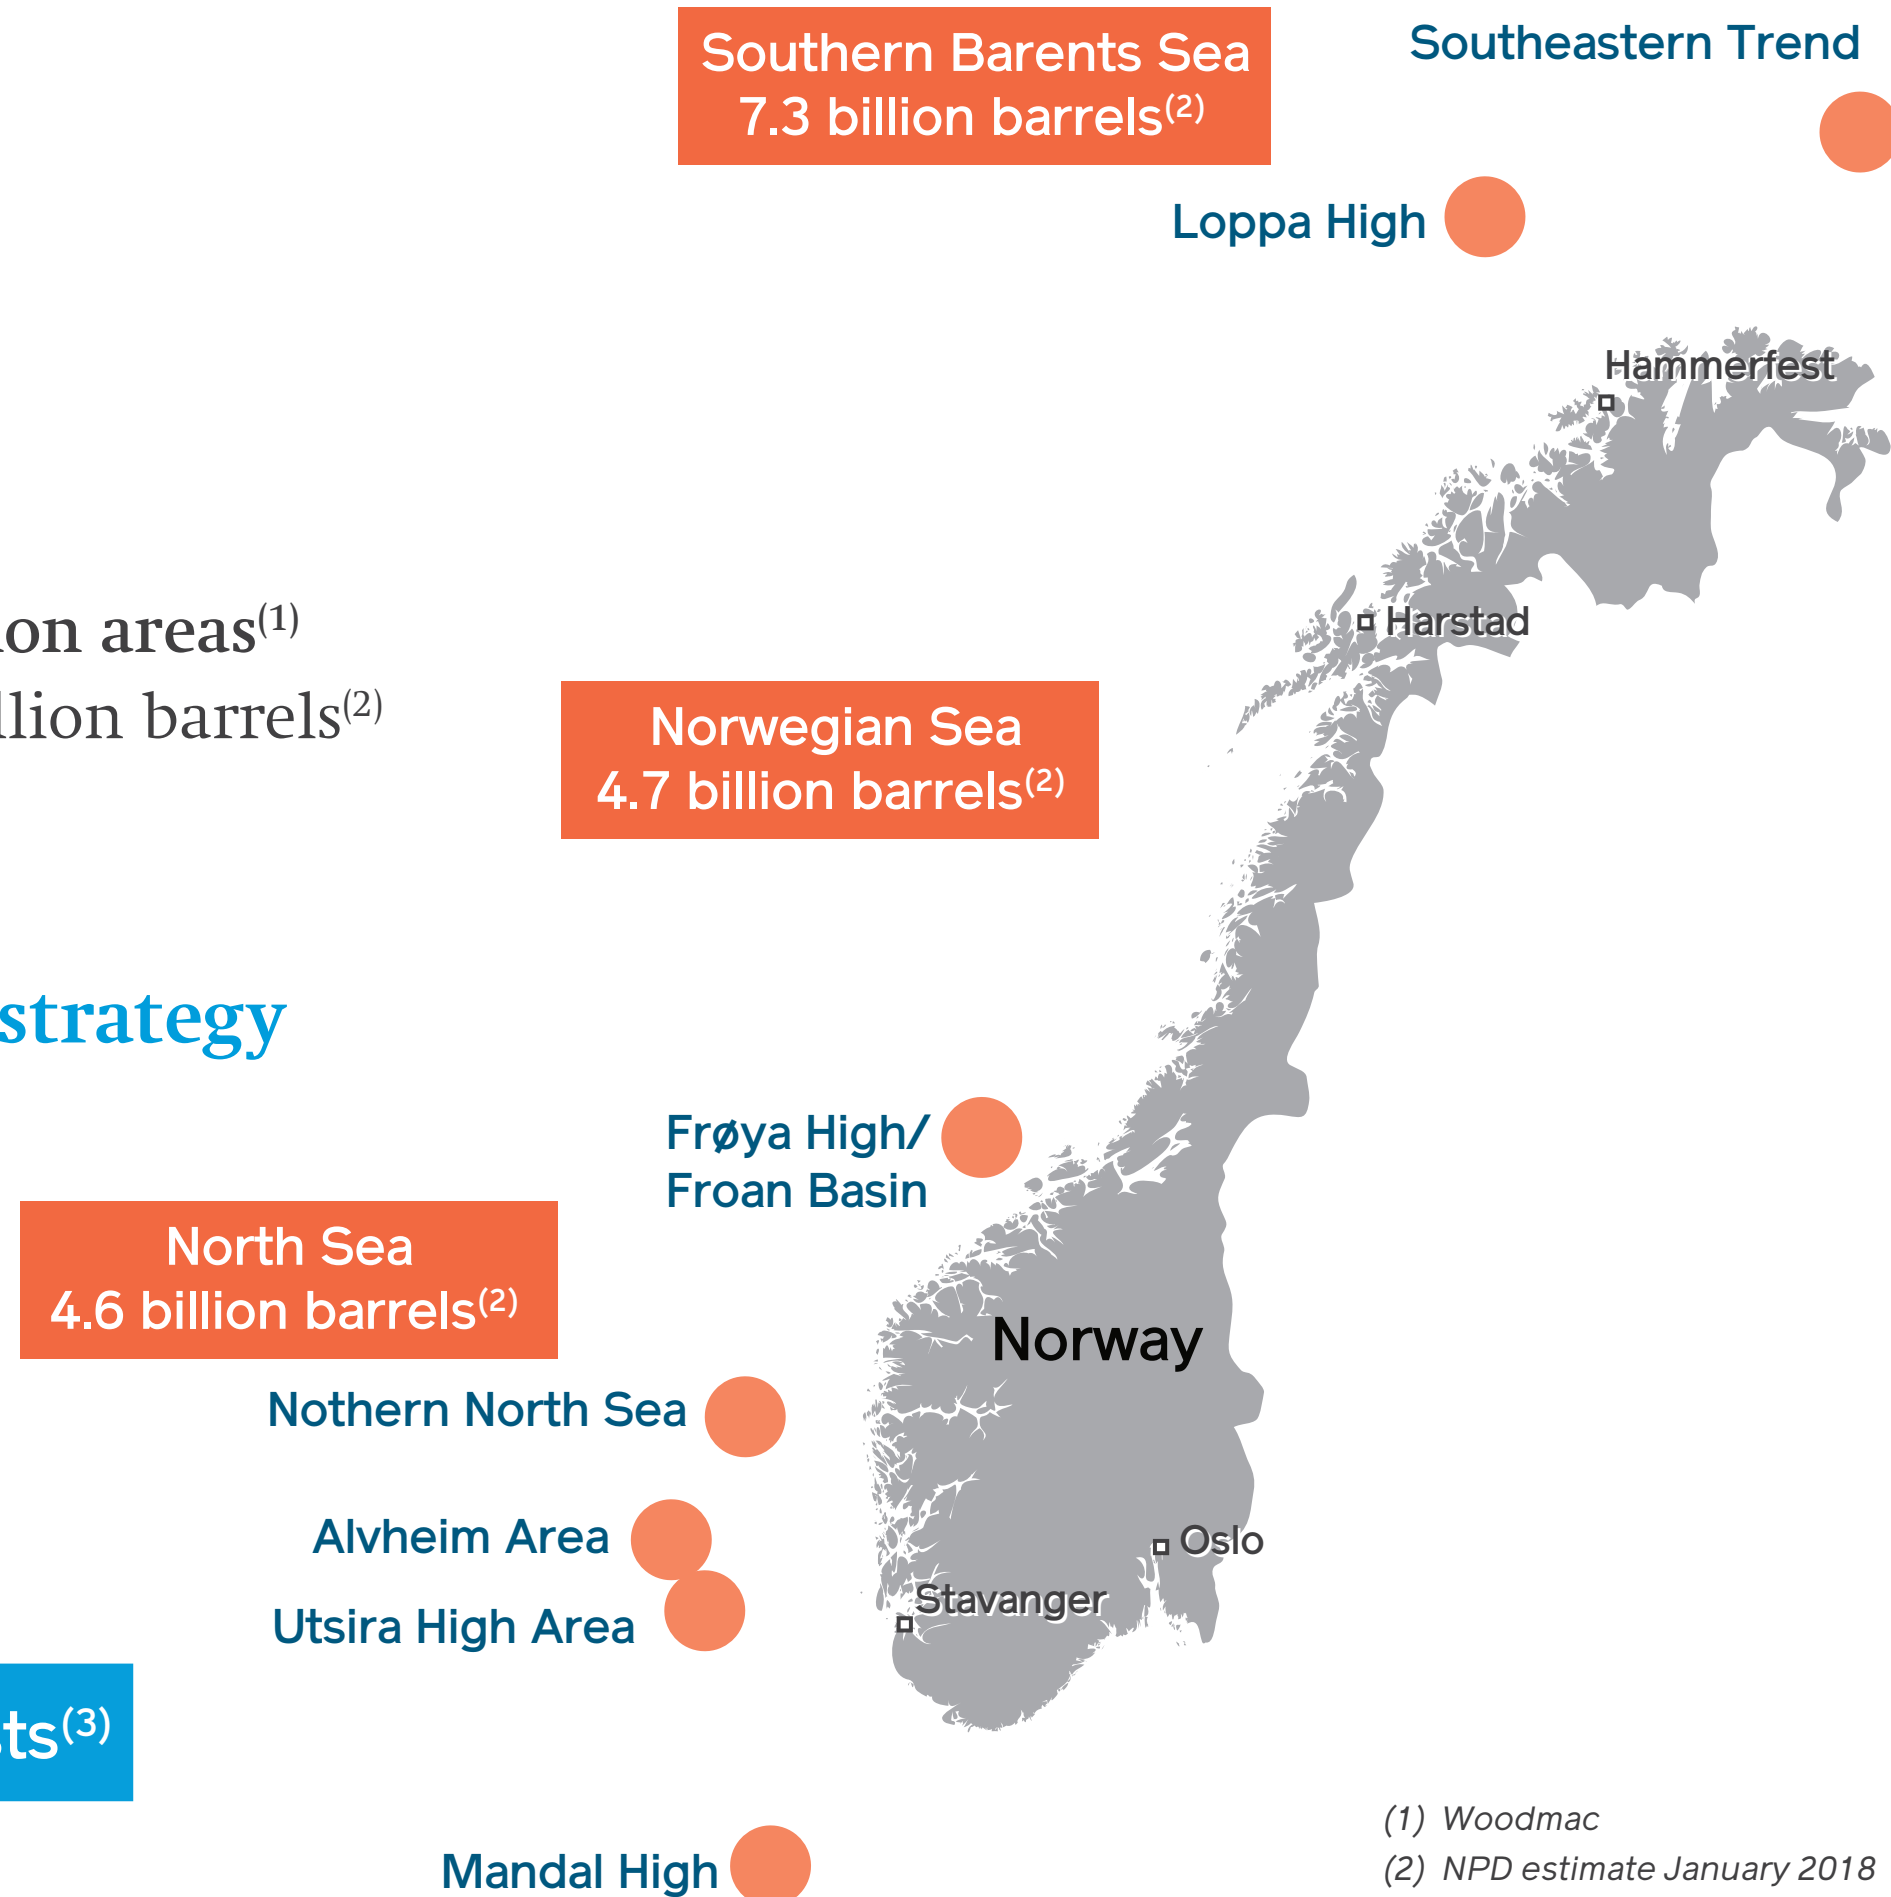 Southern Barents Sea
7.3 billion barrels(2)
Southeastern Trend
Loppa High
Hammerfest
Harstad
ion areas(1)
llion barrels(2)
Norwegian Sea
4.7 billion barrels(2)
strategy
Frøya High/
Froan Basin
North Sea
4.6 billion barrels(2)
Norway
Nothern North Sea
Alvheim Area
Oslo
Utsira High Area
Stavanger
ts(3)
Mandal High
(1) Woodmac
(2) NPD estimate January 2018